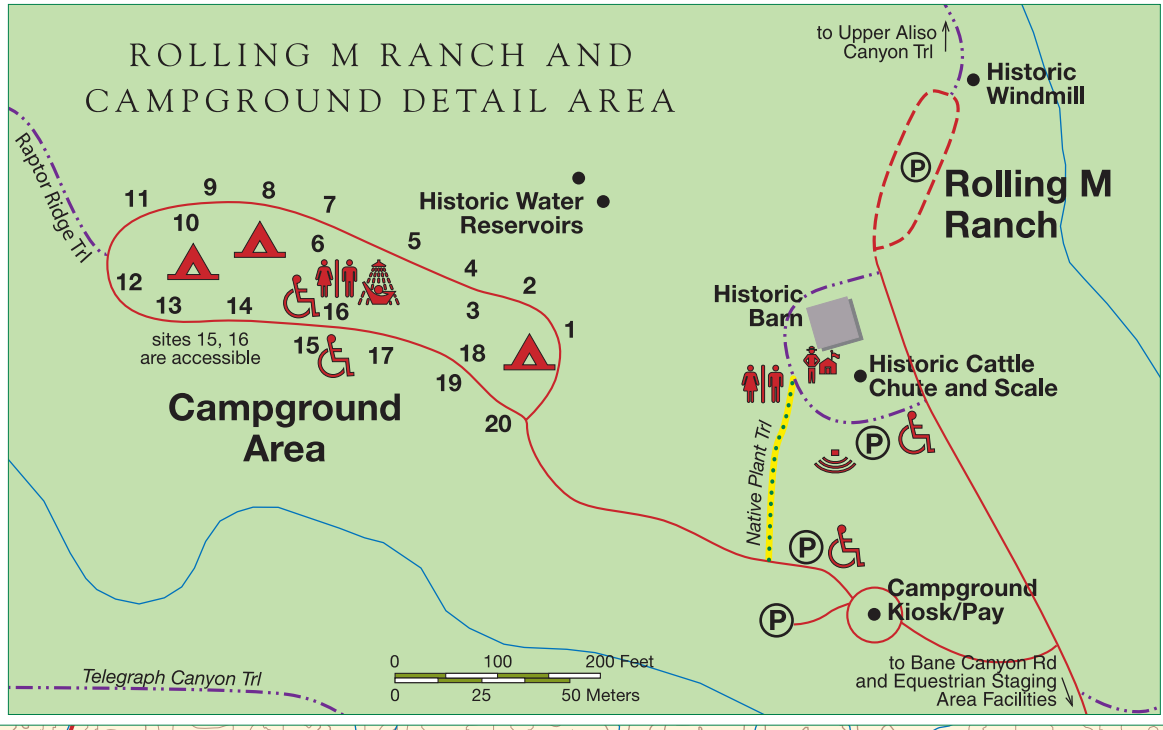 ROLLING M RANCH AND
CAMPGROUND DETAIL AREA
to Upper Aliso
Canyon Trl
Historic
Windmill
P
Rolling M
Ranch
Raptor Ridge Trl
11
9
8
7
10
6
5
Historic Water
Reservoirs
12
13
14
16
4
3
2
1
sites 15, 16
are accessible
15
17
18
19
20
Campground
Area
Historic
Barn
Historic Cattle
Chute and Scale
P
Native Plant Trl
P
Campground
Kiosk/Pay
P
to Bane Canyon Rd
and Equestrian Staging
Area Facilities
0 100 200 Feet
0 25 50 Meters
Telegraph Canyon Trl